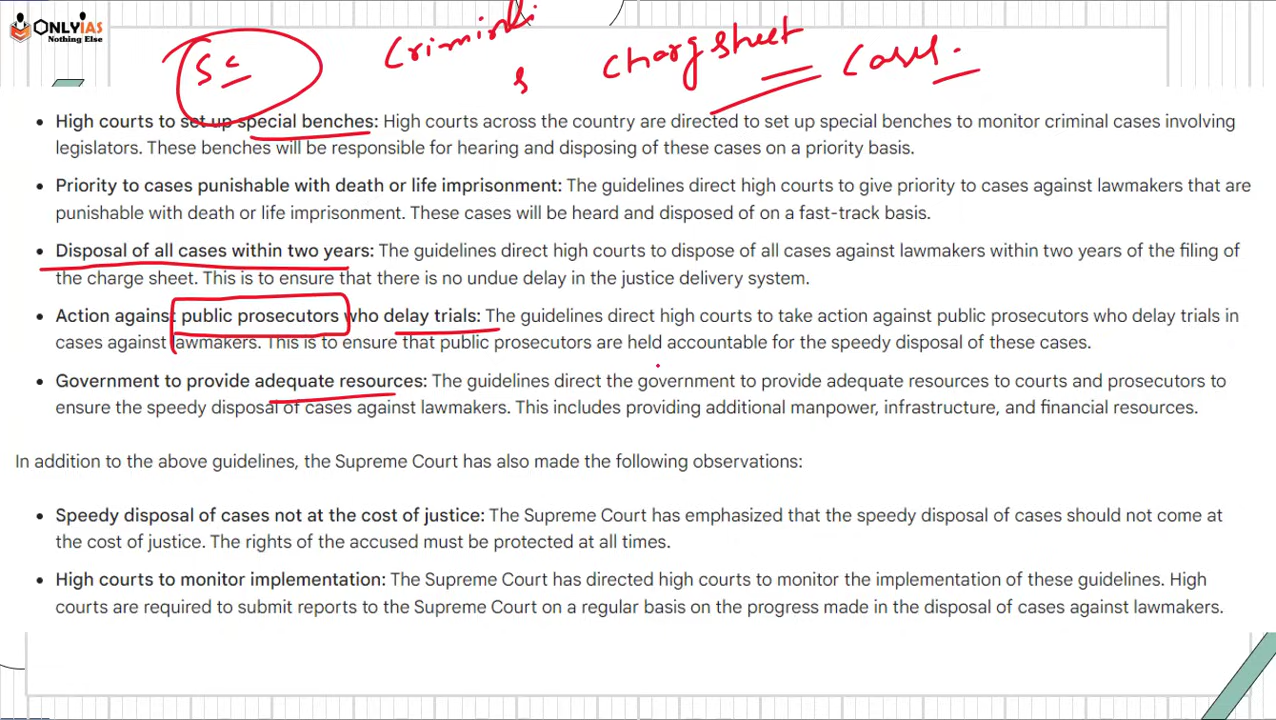 ONLYIAS
Nothing Else
SC Criminals chargsheet Cases.
• High courts to set up special benches: High courts across the country are directed to set up special benches to monitor criminal cases involving
legislators. These benches will be responsible for hearing and disposing of these cases on a priority basis.
• Priority to cases punishable with death or life imprisonment: The guidelines direct high courts to give priority to cases against lawmakers that are
punishable with death or life imprisonment. These cases will be heard and disposed of on a fast-track basis.
• Disposal of all cases within two years: The guidelines direct high courts to dispose of all cases against lawmakers within two years of the filing of
the charge sheet. This is to ensure that there is no undue delay in the justice delivery system.
• Action against public prosecutors who delay trials: The guidelines direct high courts to take action against public prosecutors who delay trials in
cases against lawmakers. This is to ensure that public prosecutors are held accountable for the speedy disposal of these cases.
• Government to provide adequate resources: The guidelines direct the government to provide adequate resources to courts and prosecutors to
ensure the speedy disposal of cases against lawmakers. This includes providing additional manpower, infrastructure, and financial resources.
In addition to the above guidelines, the Supreme Court has also made the following observations:
• Speedy disposal of cases not at the cost of justice: The Supreme Court has emphasized that the speedy disposal of cases should not come at
the cost of justice. The rights of the accused must be protected at all times.
• High courts to monitor implementation: The Supreme Court has directed high courts to monitor the implementation of these guidelines. High
courts are required to submit reports to the Supreme Court on a regular basis on the progress made in the disposal of cases against lawmakers.